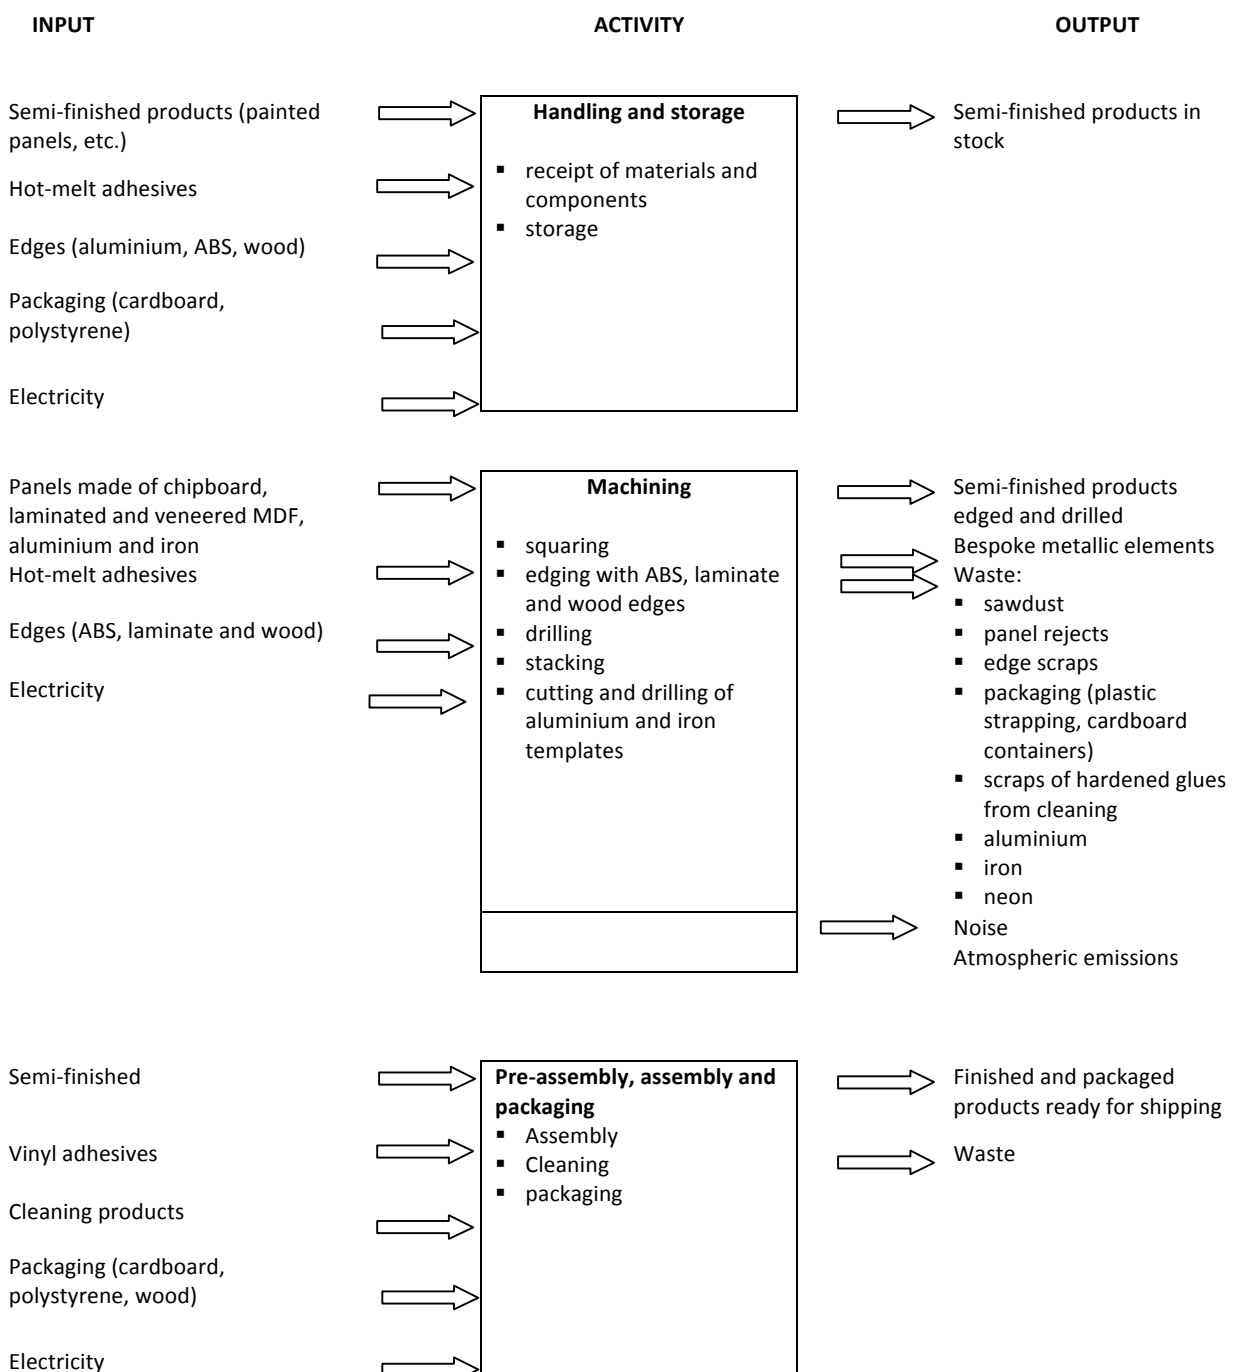 INPUT
ACTIVITY
OUTPUT
Semi-finished products (painted
panels, etc.)
Hot-melt adhesives
Edges (aluminium, ABS, wood)
Packaging (cardboard,
polystyrene)
Electricity
Handling and storage
▪ receipt of materials and
components
▪ storage
Semi-finished products in
stock
Panels made of chipboard,
laminated and veneered MDF,
aluminium and iron
Hot-melt adhesives
Edges (ABS, laminate and wood)
Electricity
Machining
▪ squaring
▪ edging with ABS, laminate
and wood edges
▪ drilling
▪ stacking
▪ cutting and drilling of
aluminium and iron
templates
Semi-finished products
edged and drilled
Bespoke metallic elements
Waste:
▪ sawdust
▪ panel rejects
▪ edge scraps
▪ packaging (plastic
strapping, cardboard
containers)
▪ scraps of hardened glues
from cleaning
▪ aluminium
▪ iron
▪ neon
Noise
Atmospheric emissions
Semi-finished
Vinyl adhesives
Cleaning products
Packaging (cardboard,
polystyrene, wood)
Electricity
Pre-assembly, assembly and
packaging
▪ Assembly
▪ Cleaning
▪ packaging
Finished and packaged
products ready for shipping
Waste